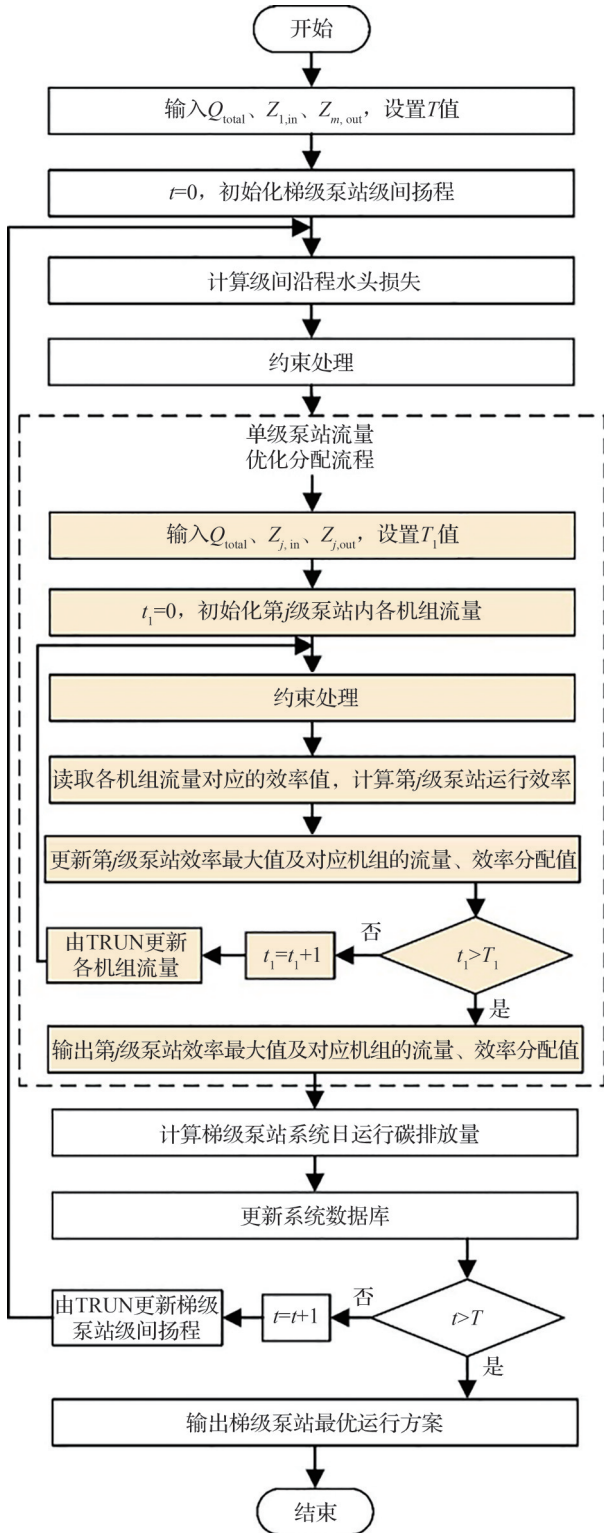 开始
输入Q_total、Z_1,in、Z_m, out，设置T值
t=0，初始化梯级泵站级间扬程
计算级间沿程水头损失
约束处理
单级泵站流量
优化分配流程
输入Q_total、Z_j, in、Z_j,out，设置T_1值
t_1=0，初始化第j级泵站内各机组流量
约束处理
读取各机组流量对应的效率值，计算第j级泵站运行效率
更新第j级泵站效率最大值及对应机组的流量、效率分配值
由TRUN更新
各机组流量
t_1=t_1+1
否
t_1>T_1
是
输出第j级泵站效率最大值及对应机组的流量、效率分配值
计算梯级泵站系统日运行碳排放量
更新系统数据库
由TRUN更新梯级
泵站级间扬程
t=t+1
否
t>T
是
输出梯级泵站最优运行方案
结束